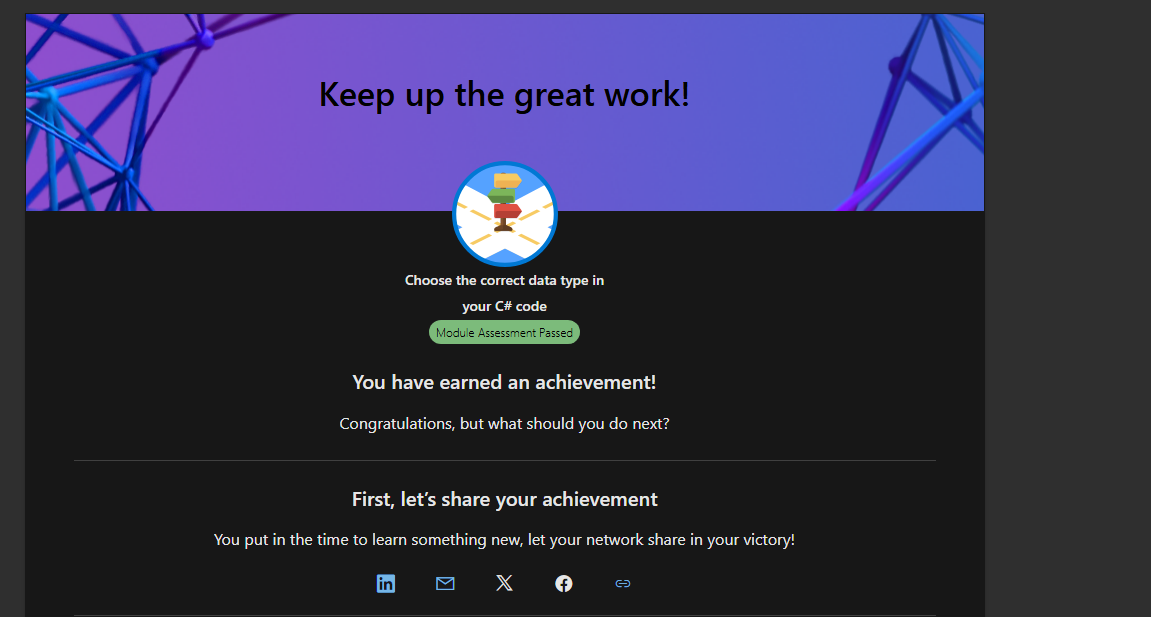 Keep up the great work!
Choose the correct data type in
your C# code
Module Assessment Passed
You have earned an achievement!
Congratulations, but what should you do next?
First, let’s share your achievement
You put in the time to learn something new, let your network share in your victory!